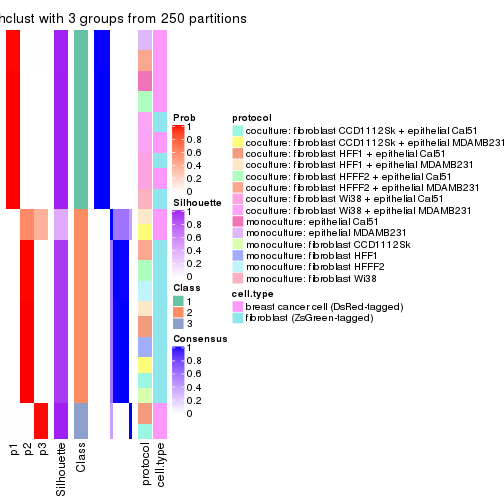 hclust with 3 groups from 250 partitions
Prob
1
0.8
0.6
0.4
0.2
0
Silhouette
1
0.8
0.6
0.4
0.2
0
Class
1
2
3
Consensus
1
0.8
0.6
0.4
0.2
0
protocol
coculture: fibroblast CCD1112Sk + epithelial Cal51
coculture: fibroblast CCD1112Sk + epithelial MDAMB231
coculture: fibroblast HFF1 + epithelial Cal51
coculture: fibroblast HFF1 + epithelial MDAMB231
coculture: fibroblast HFFF2 + epithelial Cal51
coculture: fibroblast HFFF2 + epithelial MDAMB231
coculture: fibroblast Wi38 + epithelial Cal51
coculture: fibroblast Wi38 + epithelial MDAMB231
monoculture: epithelial Cal51
monoculture: epithelial MDAMB231
monoculture: fibroblast CCD1112Sk
monoculture: fibroblast HFF1
monoculture: fibroblast HFFF2
monoculture: fibroblast Wi38
cell.type
breast cancer cell (DsRed-tagged)
fibroblast (ZsGreen-tagged)
p1
p2
p3
Silhouette
Class
protocol
cell.type